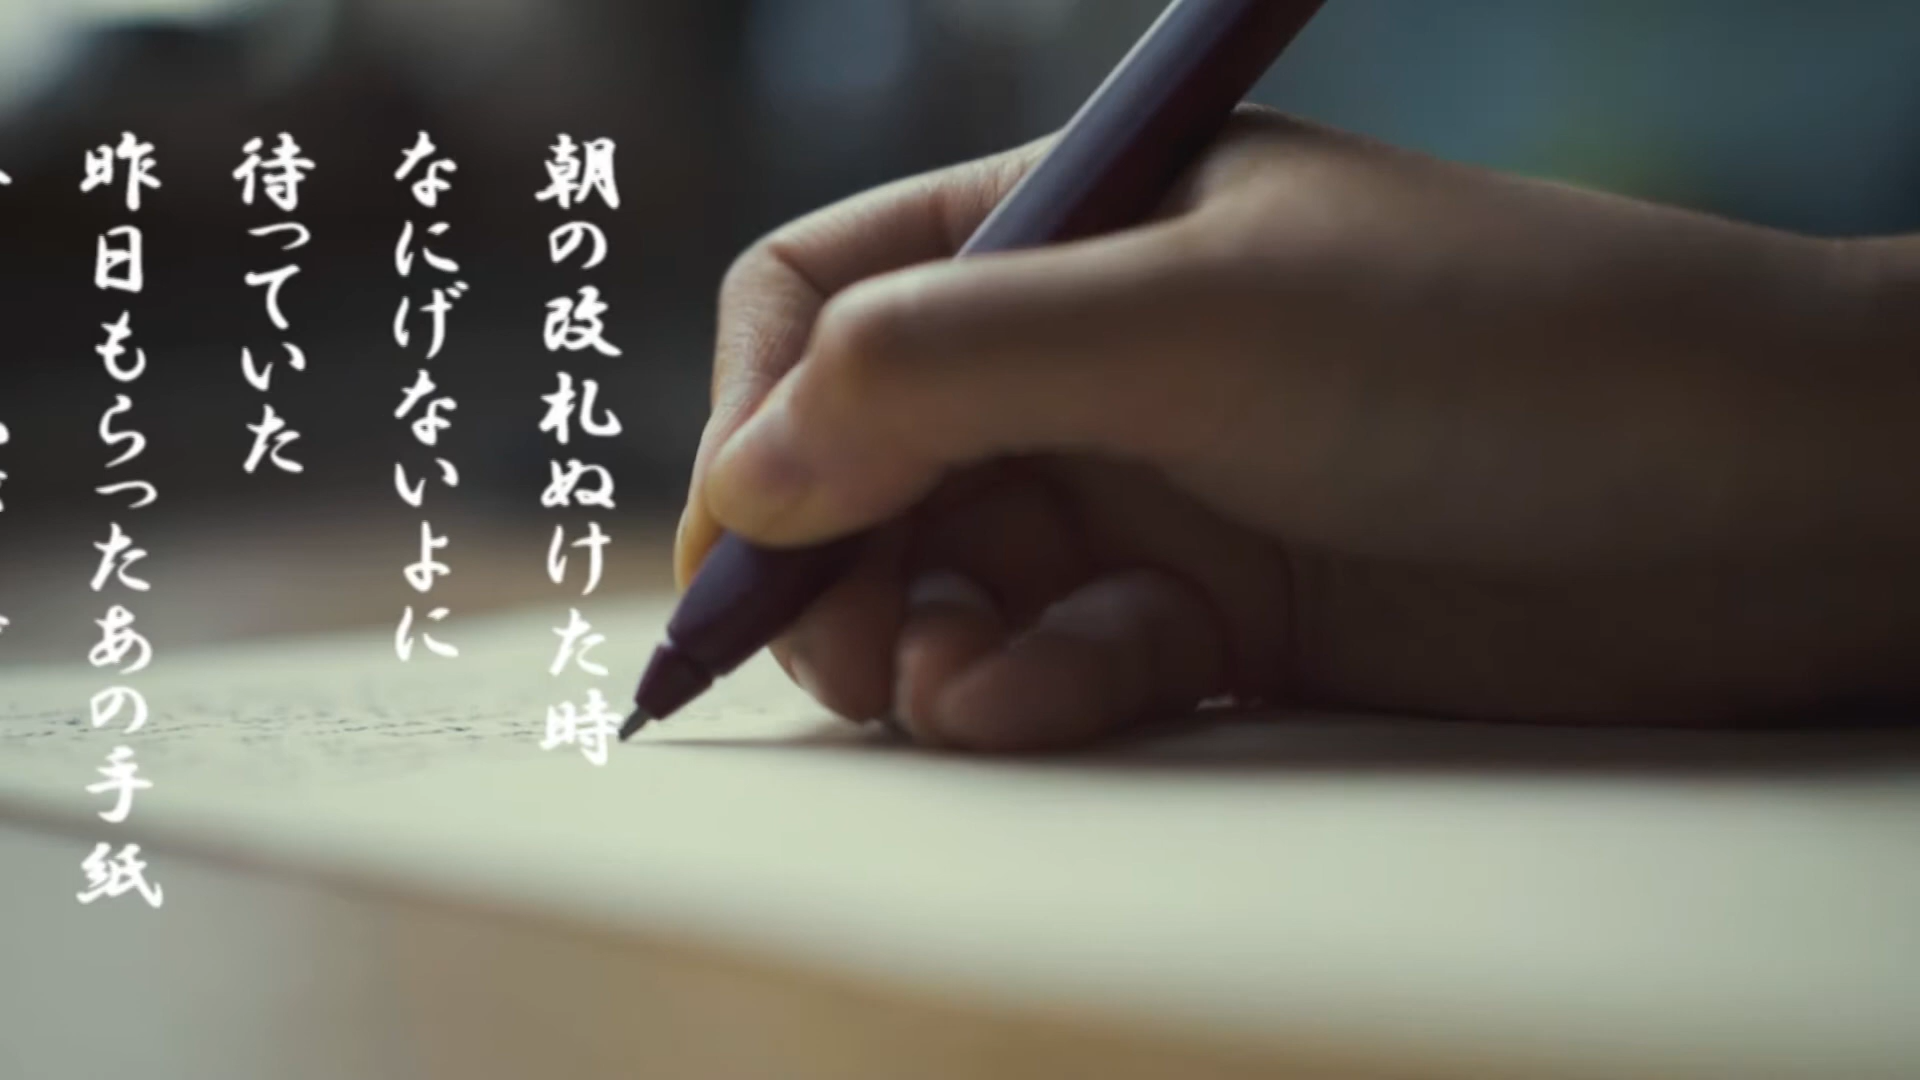 朝の改札ぬけた時
なにげないよに
待っていた
昨日もらったあの手紙